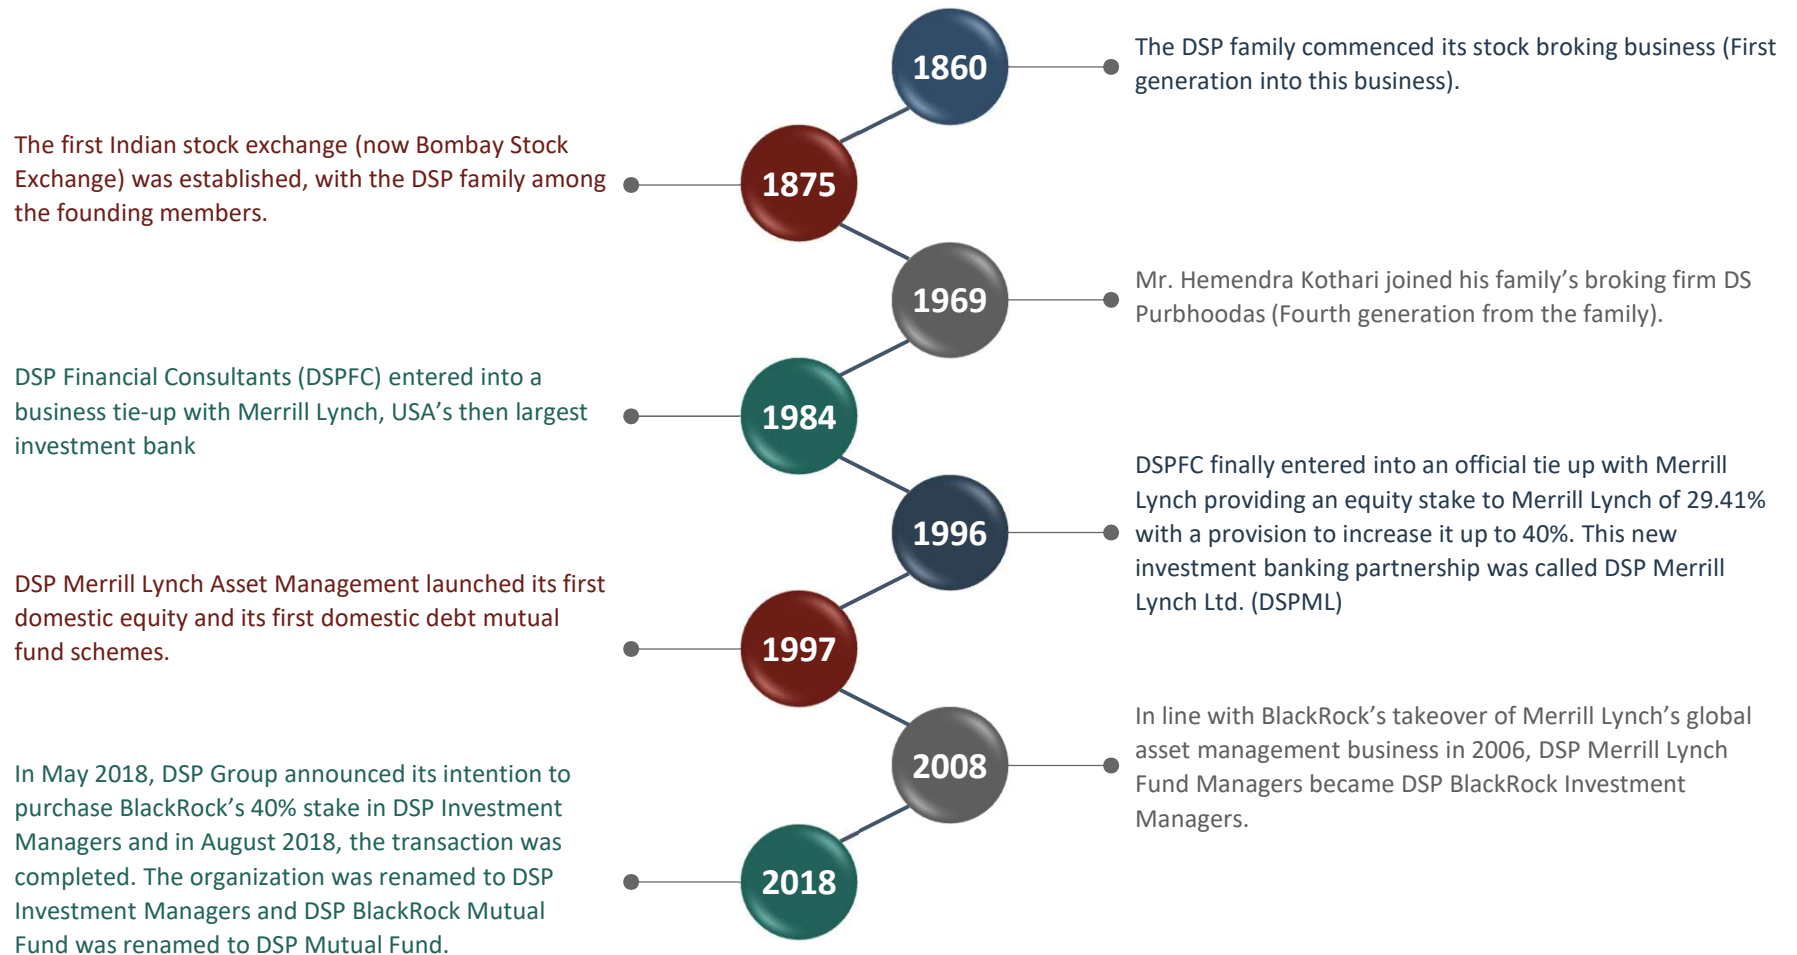 1860
The DSP family commenced its stock broking business (First
generation into this business).
The first Indian stock exchange (now Bombay Stock
Exchange) was established, with the DSP family among
the founding members.
1875
1969
Mr. Hemendra Kothari joined his family’s broking firm DS
Purbhoodas (Fourth generation from the family).
DSP Financial Consultants (DSPFC) entered into a
business tie-up with Merrill Lynch, USA’s then largest
investment bank
1984
1996
DSPFC finally entered into an official tie up with Merrill
Lynch providing an equity stake to Merrill Lynch of 29.41%
with a provision to increase it up to 40%. This new
investment banking partnership was called DSP Merrill
Lynch Ltd. (DSPML)
DSP Merrill Lynch Asset Management launched its first
domestic equity and its first domestic debt mutual
fund schemes.
1997
2008
In line with BlackRock’s takeover of Merrill Lynch’s global
asset management business in 2006, DSP Merrill Lynch
Fund Managers became DSP BlackRock Investment
Managers.
In May 2018, DSP Group announced its intention to
purchase BlackRock’s 40% stake in DSP Investment
Managers and in August 2018, the transaction was
completed. The organization was renamed to DSP
Investment Managers and DSP BlackRock Mutual
Fund was renamed to DSP Mutual Fund.
2018